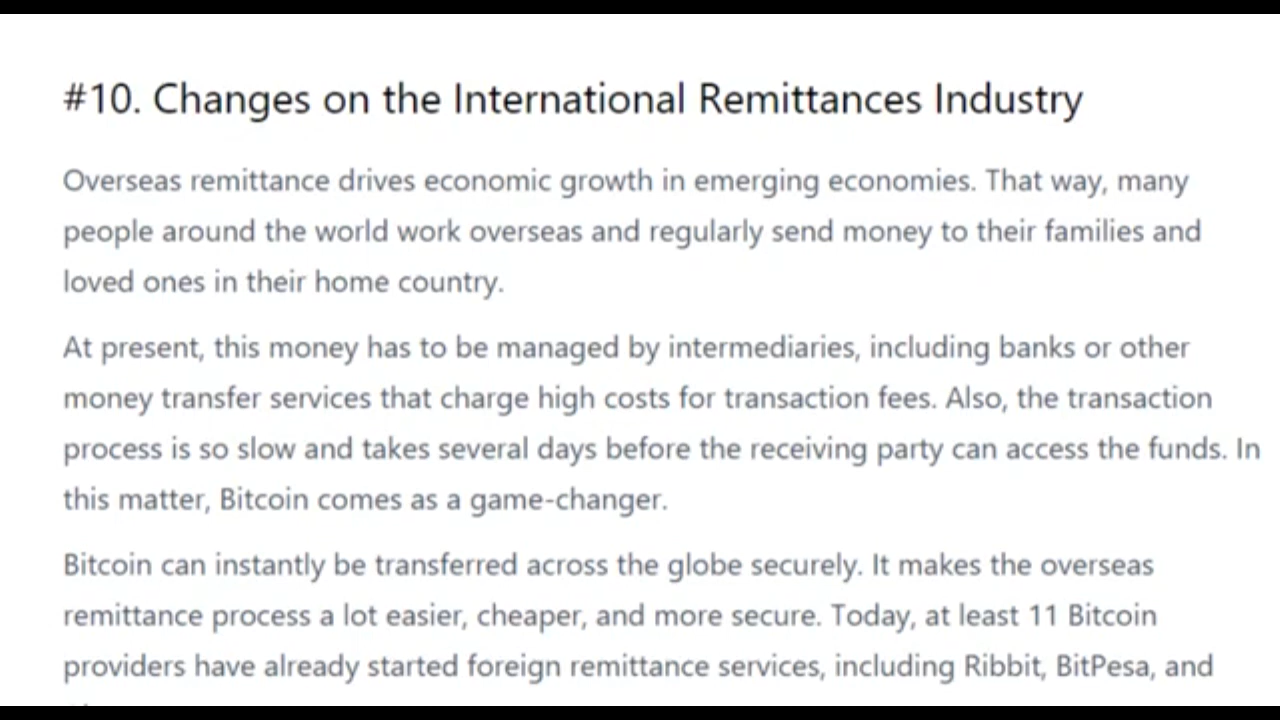 #10. Changes on the International Remittances Industry
Overseas remittance drives economic growth in emerging economies. That way, many
people around the world work overseas and regularly send money to their families and
loved ones in their home country.
At present, this money has to be managed by intermediaries, including banks or other
money transfer services that charge high costs for transaction fees. Also, the transaction
process is so slow and takes several days before the receiving party can access the funds. In
this matter, Bitcoin comes as a game-changer.
Bitcoin can instantly be transferred across the globe securely. It makes the overseas
remittance process a lot easier, cheaper, and more secure. Today, at least 11 Bitcoin
providers have already started foreign remittance services, including Ribbit, BitPesa, and